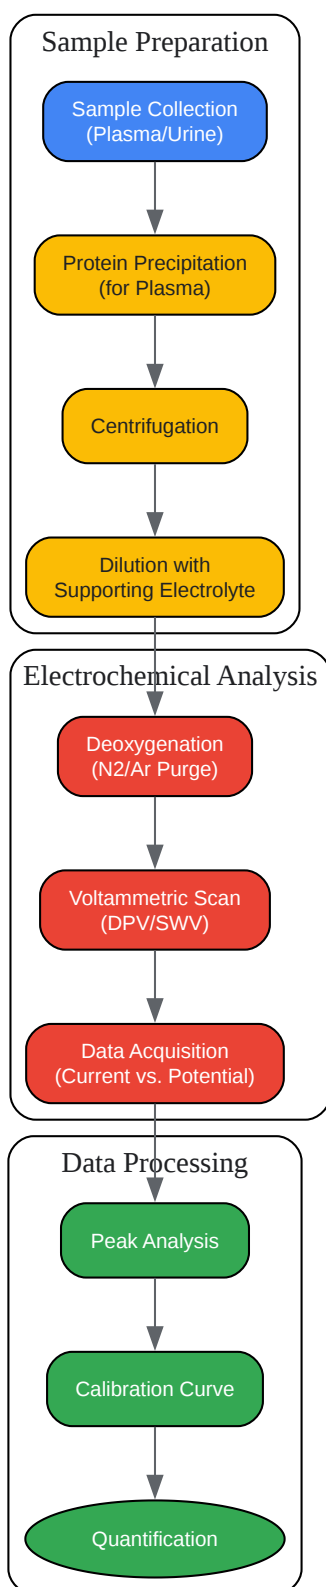 Sample Preparation
Sample Collection
(Plasma/Urine)
Protein Precipitation
(for Plasma)
Centrifugation
Dilution with
Supporting Electrolyte
Electrochemical Analysis
Deoxygenation
(N2/Ar Purge)
Voltammetric Scan
(DPV/SWV)
Data Acquisition
(Current vs. Potential)
Data Processing
Peak Analysis
Calibration Curve
Quantification